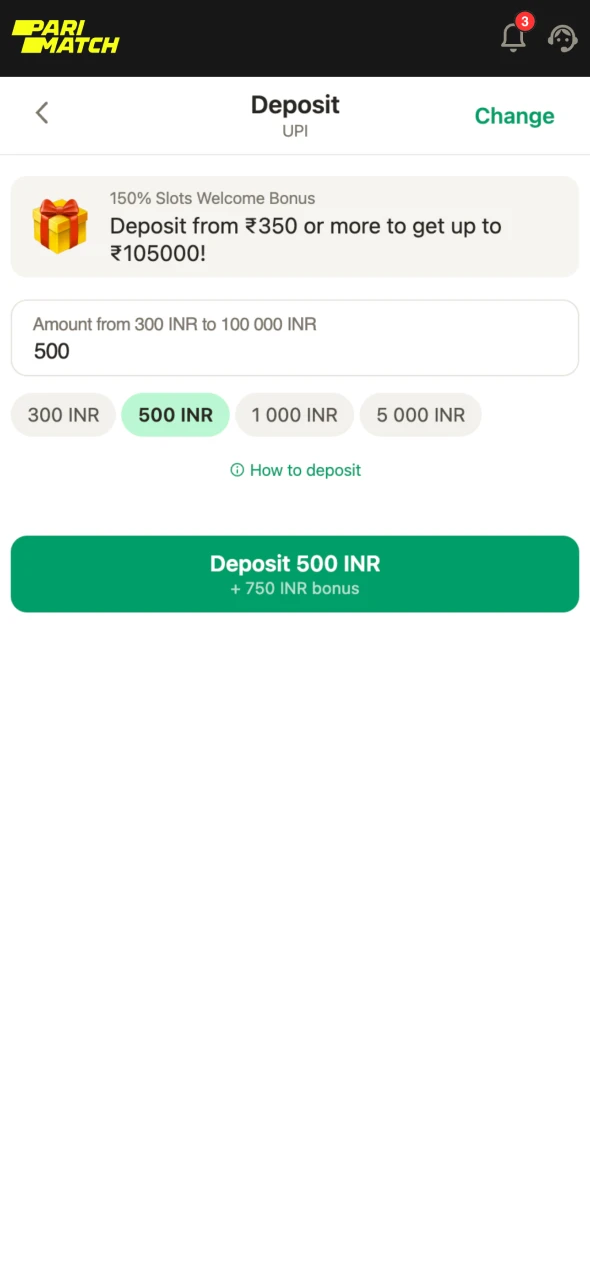 PARI
MATCH
3
Deposit
UPI
Change
150% Slots Welcome Bonus
Deposit from ₹350 or more to get up to
₹105000!
Amount from 300 INR to 100 000 INR
500
300 INR
500 INR
1 000 INR
5 000 INR
How to deposit
Deposit 500 INR
+ 750 INR bonus